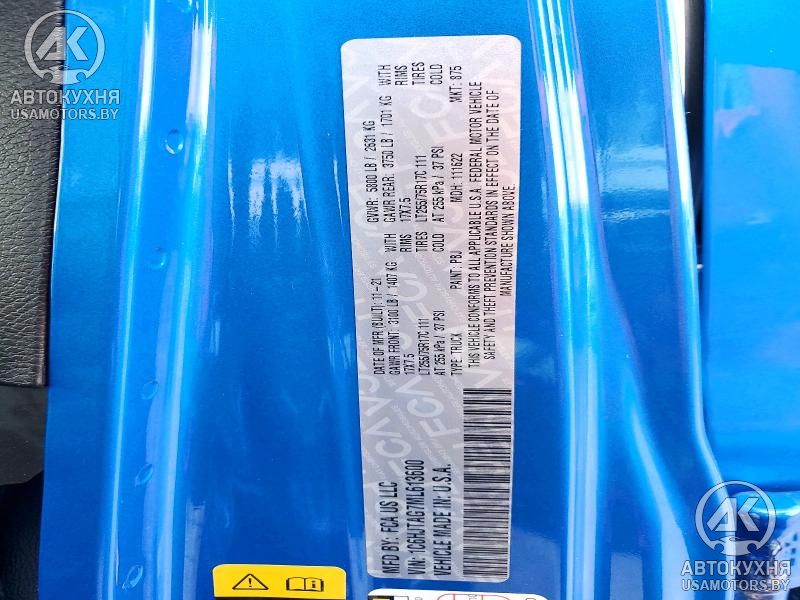 АВТОКУХНЯ
USAMOTORS.BY
MFD BY: FCA US LLC
DATE OF MFR (BUILT): 11-21
GVWR: 5800 LB / 2631 KG
GAWR FRONT: 3100 LB / 1407 KG WITH
GAWR REAR: 3750 LB / 1701 KG WITH
17X7.5 RIMS
17X7.5 RIMS
LT255/75R17C 111 TIRES
LT255/75R17C 111 TIRES
AT 255 kPa / 37 PSI COLD
AT 255 kPa / 37 PSI COLD
TYPE: TRUCK
PAINT: PBJ
MDH: 111622
MKT: 875
VEHICLE MADE IN: U.S.A.
THIS VEHICLE CONFORMS TO ALL APPLICABLE U.S.A. FEDERAL MOTOR VEHICLE
SAFETY AND THEFT PREVENTION STANDARDS IN EFFECT ON THE DATE OF
MANUFACTURE SHOWN ABOVE.
АВТОКУХНЯ
USAMOTORS.BY